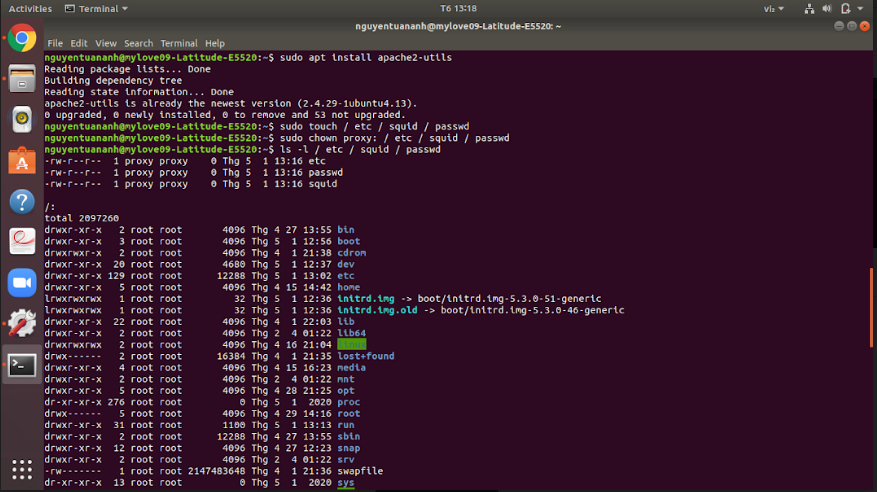 Activities Terminal T6 13:18 vi₂
nguyentuananh@mylove09-Latitude-E5520: ~
File Edit View Search Terminal Help
nguyentuananh@mylove09-Latitude-E5520:~$ sudo apt install apache2-utils
Reading package lists... Done
Building dependency tree
Reading state information... Done
apache2-utils is already the newest version (2.4.29-1ubuntu4.13).
0 upgraded, 0 newly installed, 0 to remove and 53 not upgraded.
nguyentuananh@mylove09-Latitude-E5520:~$ sudo touch / etc / squid / passwd
nguyentuananh@mylove09-Latitude-E5520:~$ sudo chown proxy: / etc / squid / passwd
nguyentuananh@mylove09-Latitude-E5520:~$ ls -l / etc / squid / passwd
-rw-r--r-- 1 proxy proxy 0 Thg 5 1 13:16 etc
-rw-r--r-- 1 proxy proxy 0 Thg 5 1 13:16 passwd
-rw-r--r-- 1 proxy proxy 0 Thg 5 1 13:16 squid
/:
total 2097260
drwxr-xr-x 2 root root 4096 Thg 4 27 13:55 bin
drwxr-xr-x 3 root root 4096 Thg 5 1 12:56 boot
drwxrwxr-x 2 root root 4096 Thg 4 1 21:38 cdrom
drwxr-xr-x 20 root root 4680 Thg 5 1 12:37 dev
drwxr-xr-x 129 root root 12288 Thg 5 1 13:02 etc
drwxr-xr-x 5 root root 4096 Thg 4 15 14:42 home
lrwxrwxrwx 1 root root 32 Thg 5 1 12:36 initrd.img -> boot/initrd.img-5.3.0-51-generic
lrwxrwxrwx 1 root root 32 Thg 5 1 12:36 initrd.img.old -> boot/initrd.img-5.3.0-46-generic
drwxr-xr-x 22 root root 4096 Thg 4 1 22:03 lib
drwxr-xr-x 2 root root 4096 Thg 2 4 01:22 lib64
drwxrwxrwx 2 root root 4096 Thg 4 16 21:04
drwx------ 2 root root 16384 Thg 4 1 21:35 lost+found
drwxr-xr-x 4 root root 4096 Thg 4 15 16:23 media
drwxr-xr-x 2 root root 4096 Thg 2 4 01:22 mnt
drwxr-xr-x 5 root root 4096 Thg 4 28 21:25 opt
dr-xr-xr-x 276 root root 0 Thg 5 1 2020 proc
drwx------ 5 root root 4096 Thg 4 29 14:16 root
drwxr-xr-x 31 root root 1100 Thg 5 1 13:13 run
drwxr-xr-x 2 root root 12288 Thg 4 27 13:55 sbin
drwxr-xr-x 12 root root 4096 Thg 4 27 12:23 snap
drwxr-xr-x 2 root root 4096 Thg 2 4 01:22 srv
-rw------- 1 root root 2147483648 Thg 4 1 21:36 swapfile
dr-xr-xr-x 13 root root 0 Thg 5 1 2020 sys